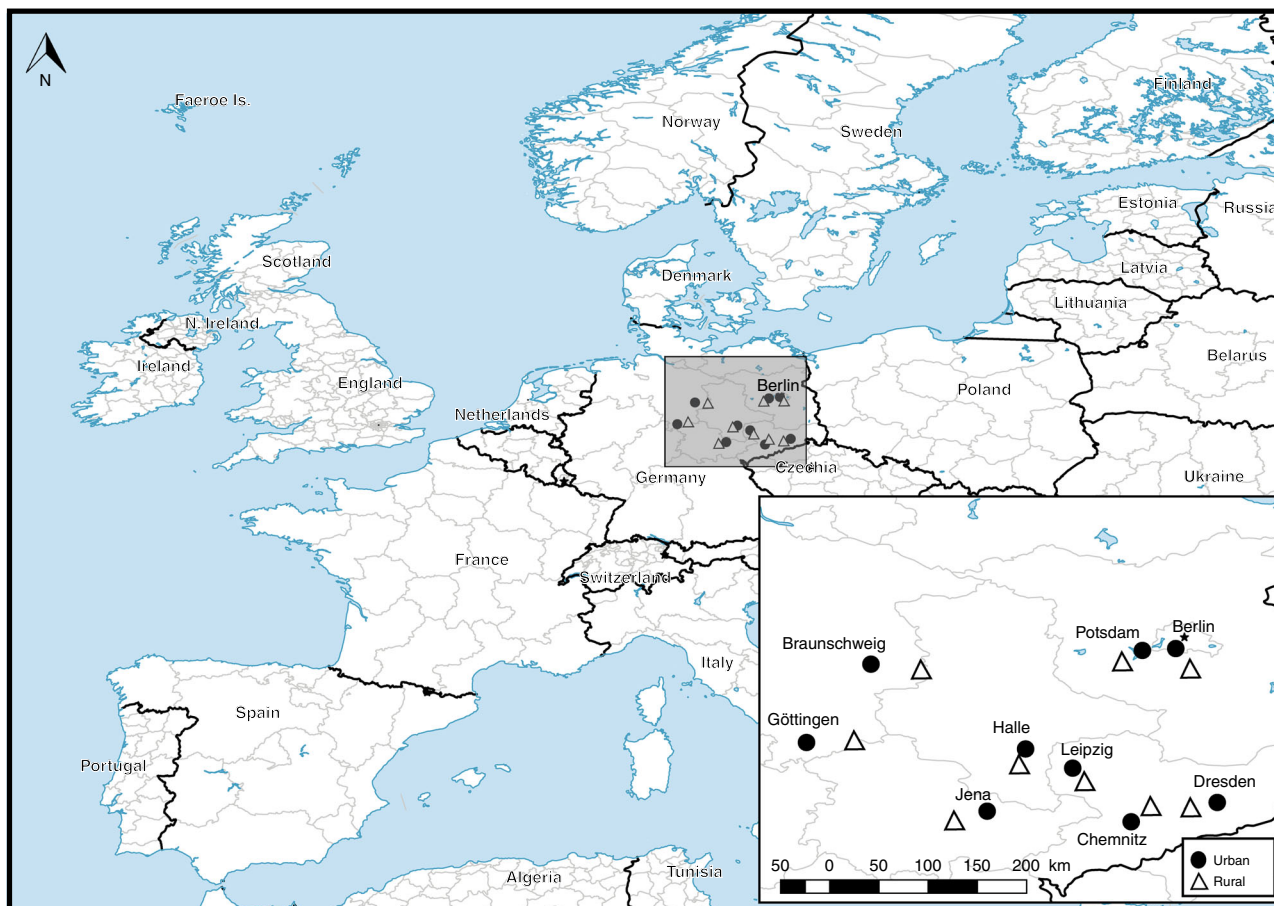 N
Faeroe Is.
Norway
Sweden
Finland
Estonia
Russia
Latvia
Lithuania
Scotland
Denmark
N. Ireland
Ireland
England
Belarus
Netherlands
Berlin
Poland
Germany
Czechia
Ukraine
France
Switzerland
Italy
Spain
Portugal
Algeria
Tunisia
Braunschweig
Potsdam
Berlin
Göttingen
Halle
Leipzig
Jena
Dresden
Chemnitz
50 0 50 100 150 200 km
Urban
Rural